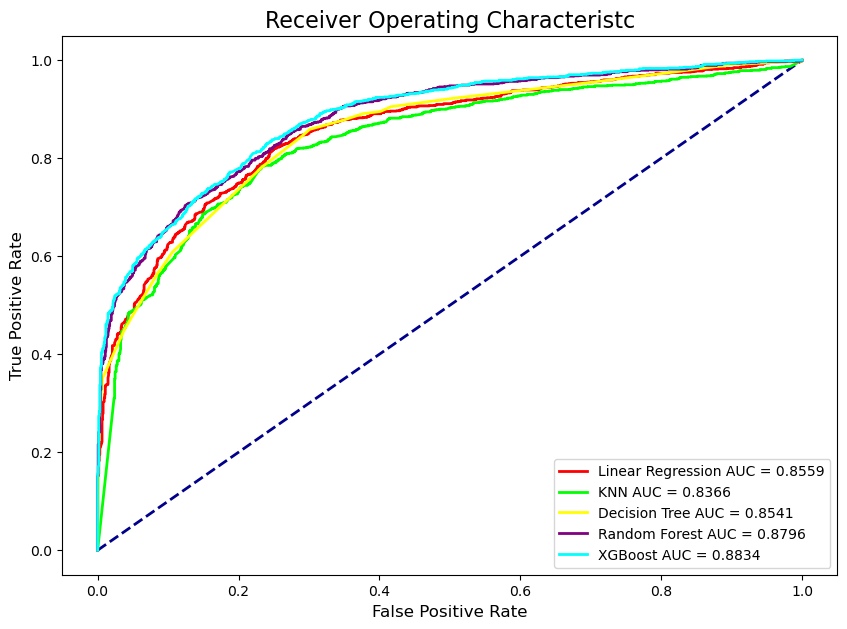 Receiver Operating Characteristc
True Positive Rate
1.0
0.8
0.6
0.4
0.2
0.0
Linear Regression AUC = 0.8559
KNN AUC = 0.8366
Decision Tree AUC = 0.8541
Random Forest AUC = 0.8796
XGBoost AUC = 0.8834
0.0 0.2 0.4 0.6 0.8 1.0
False Positive Rate